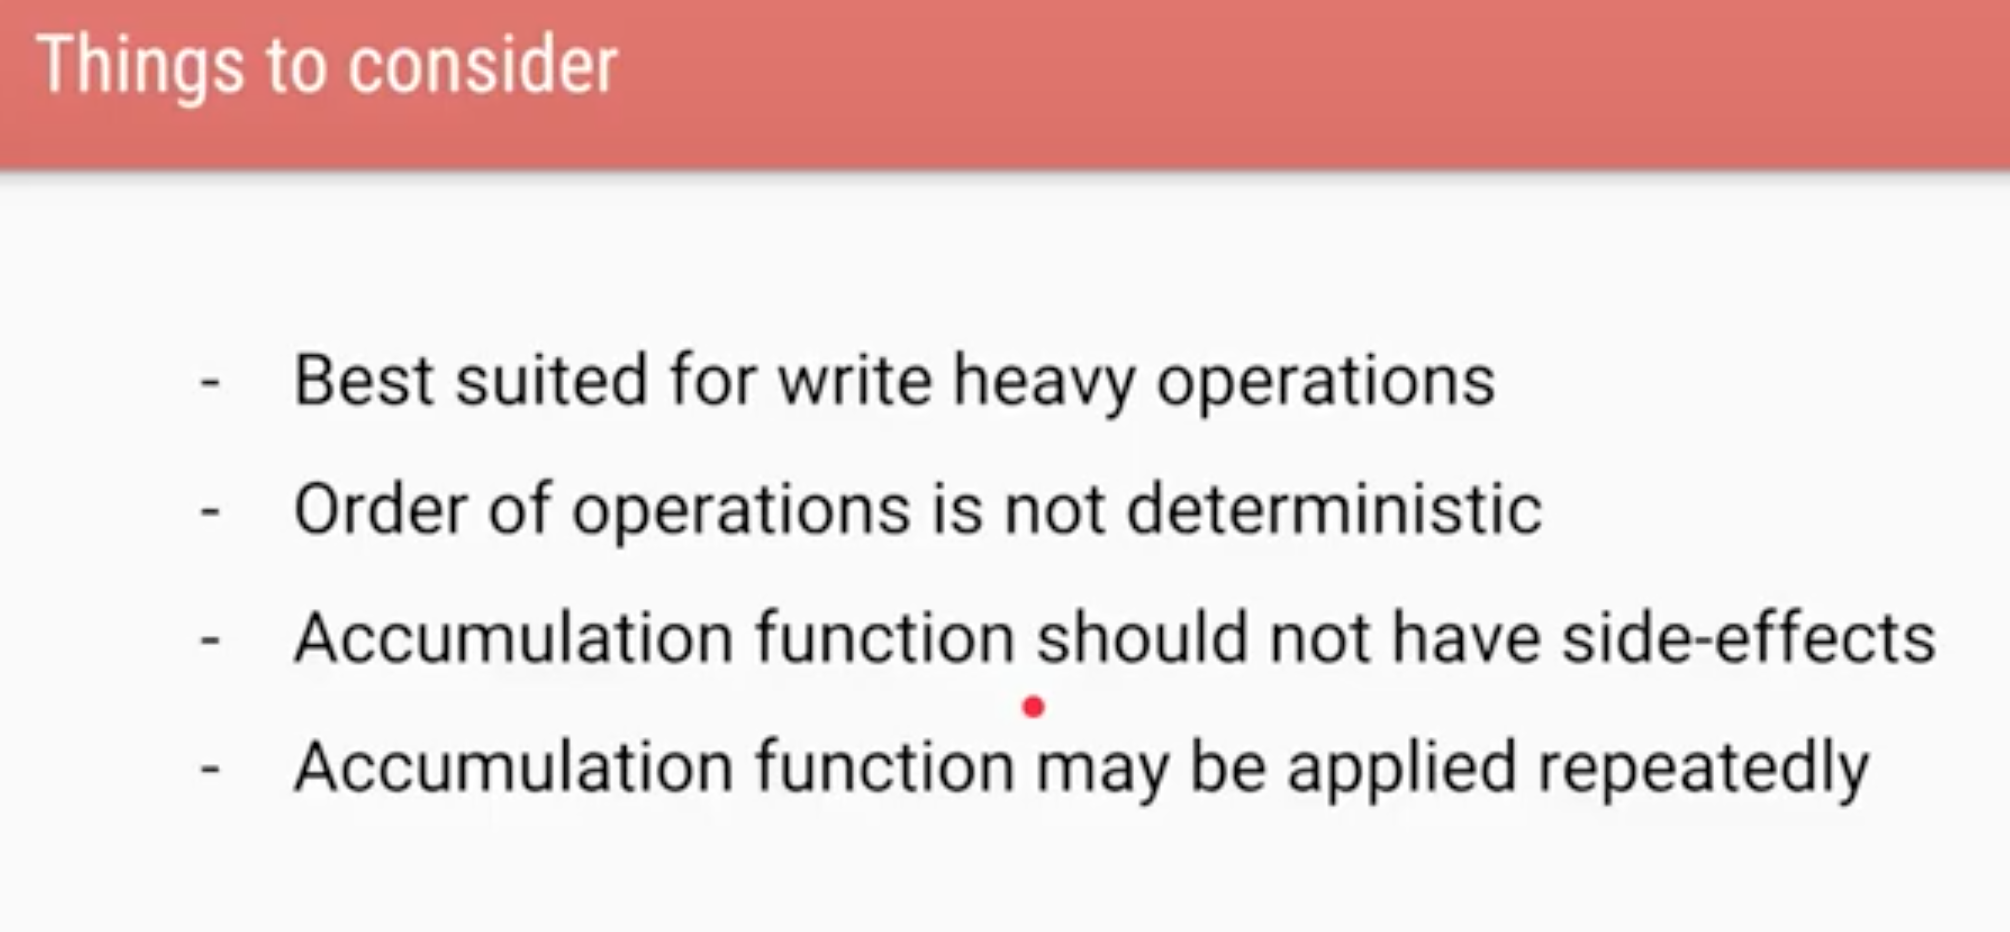 Things to consider
- Best suited for write heavy operations
- Order of operations is not deterministic
- Accumulation function should not have side-effects
- Accumulation function may be applied repeatedly